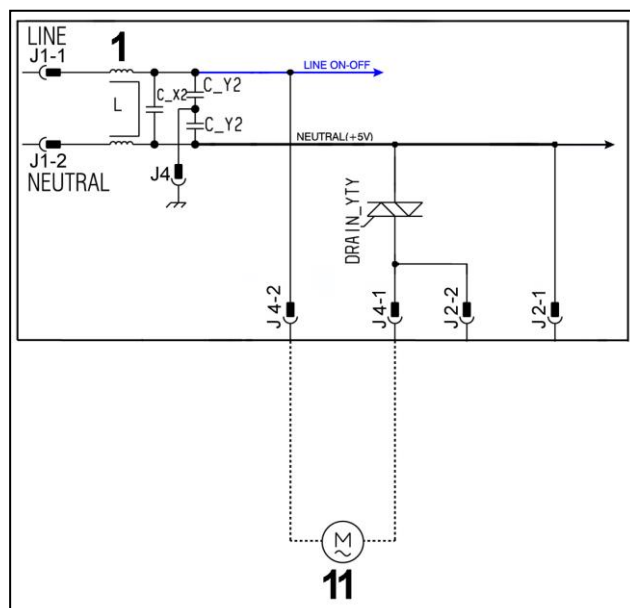 LINE
1
J1-1
LINE ON-OFF
C_Y2
C_X2
L
C_Y2
NEUTRAL(+5V)
J1-2
J4
NEUTRAL
DRAIN_YTY
J4-2
J4-1
J2-2
J2-1
M
~
11